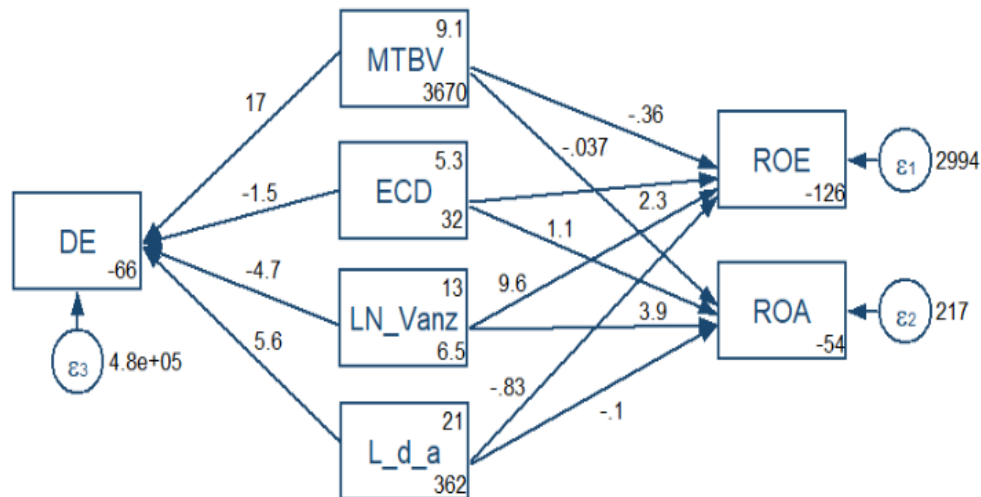 9.1
MTBV
3670
17
-.36
-.037
5.3
ECD
32
-1.5
2.3
1.1
ROE
-126
ε1
2994
DE
-66
-4.7
13
LN_Vanz
6.5
9.6
3.9
ROA
-54
ε2
217
ε3
4.8e+05
5.6
21
L_d_a
362
-.83
-.1